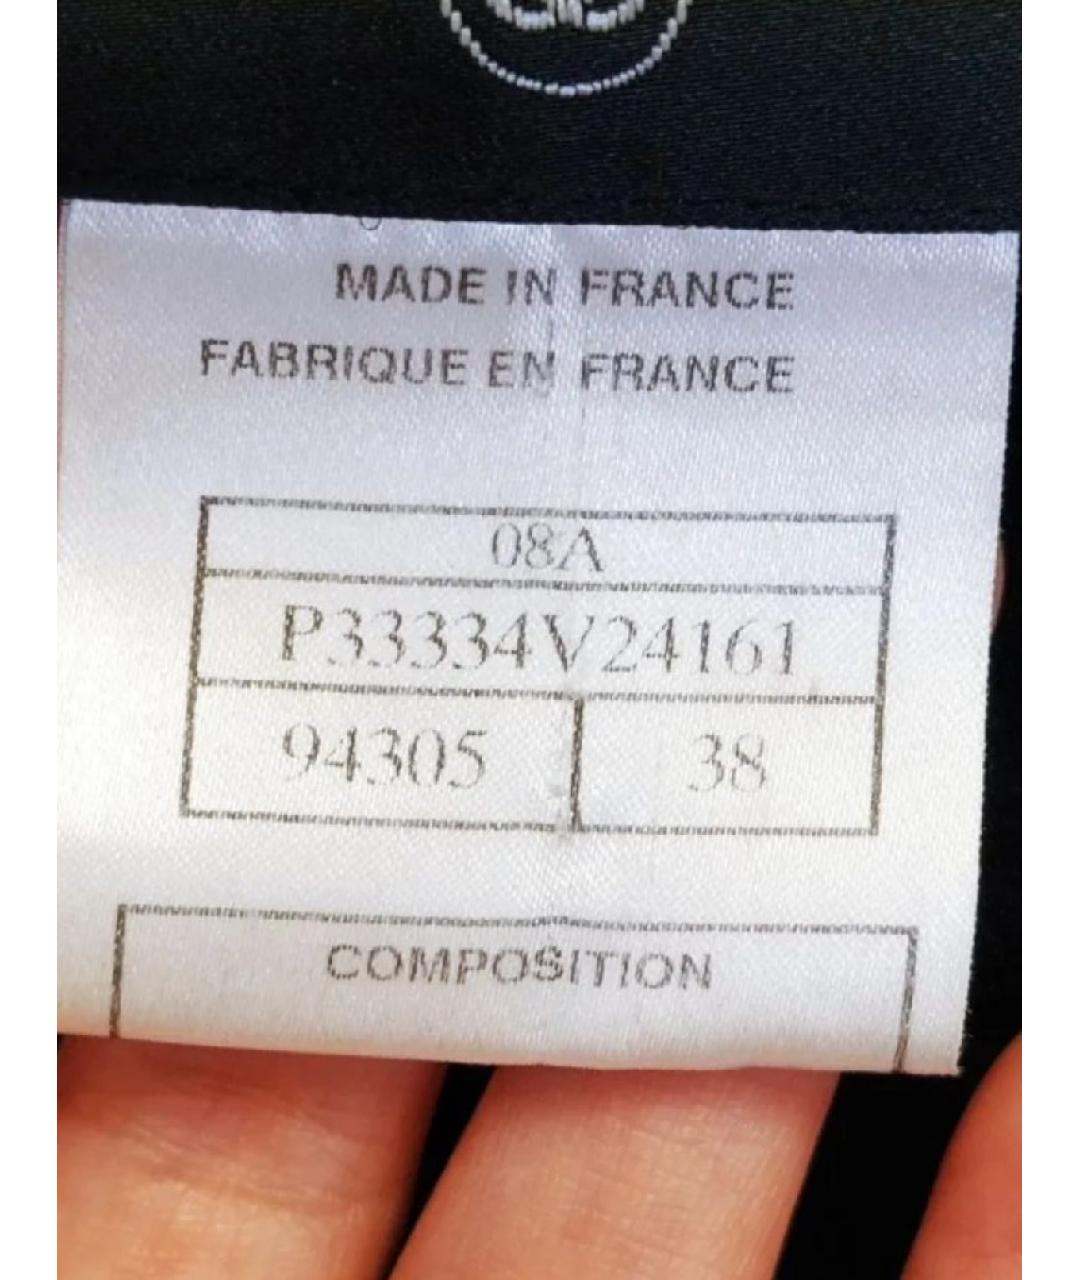 MADE IN FRANCE
FABRIQUE EN FRANCE
08A
P33334V24161
94305 38
COMPOSITION